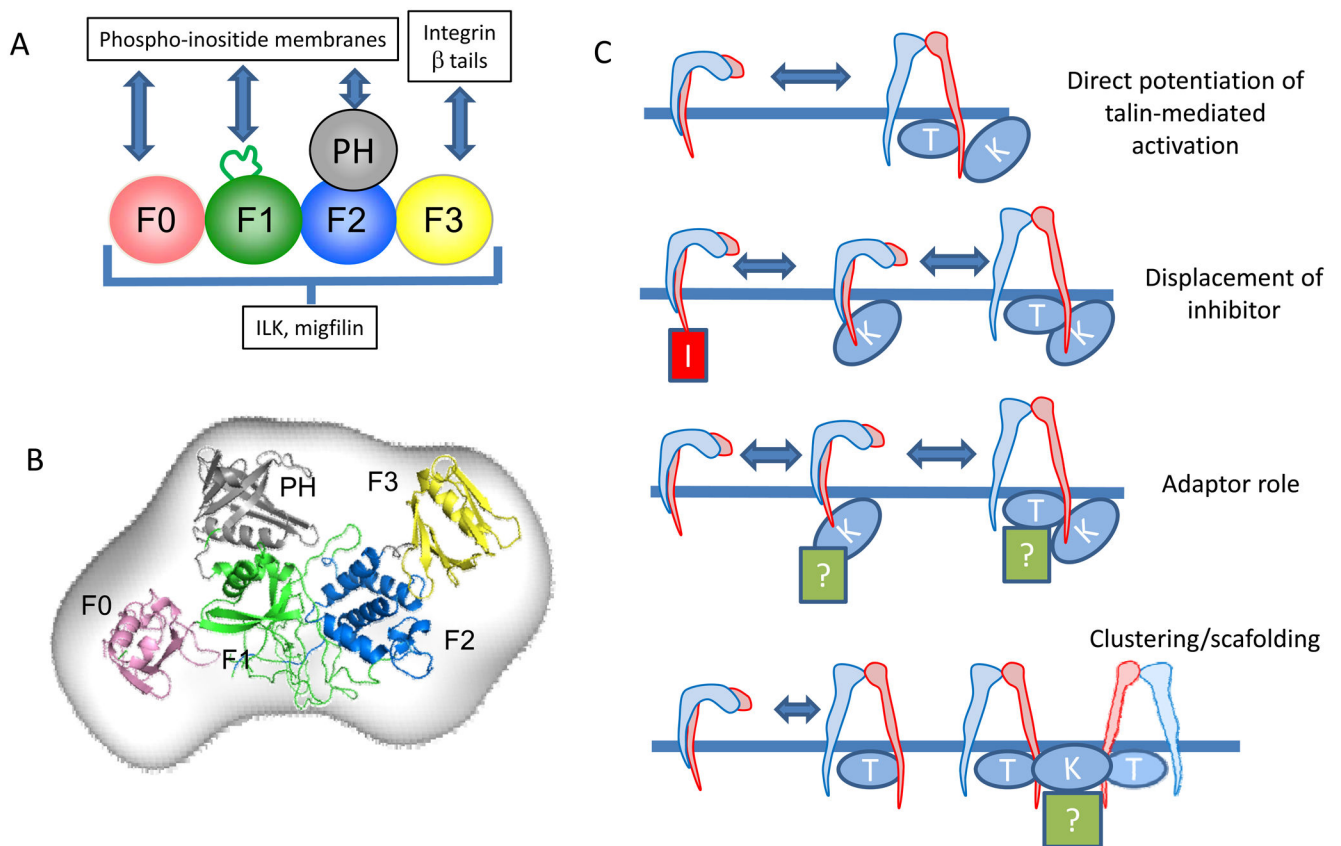 A
Phospho-inositide membranes
Integrin
β tails
PH
F0
F1
F2
F3
ILK, migfilin
B
PH
F3
F0
F1
F2
C
T
K
Direct potentiation of
talin-mediated
activation
I
K
T
K
Displacement of
inhibitor
K
?
T
?
K
Adaptor role
Clustering/scafolding
T
T
K
T
?